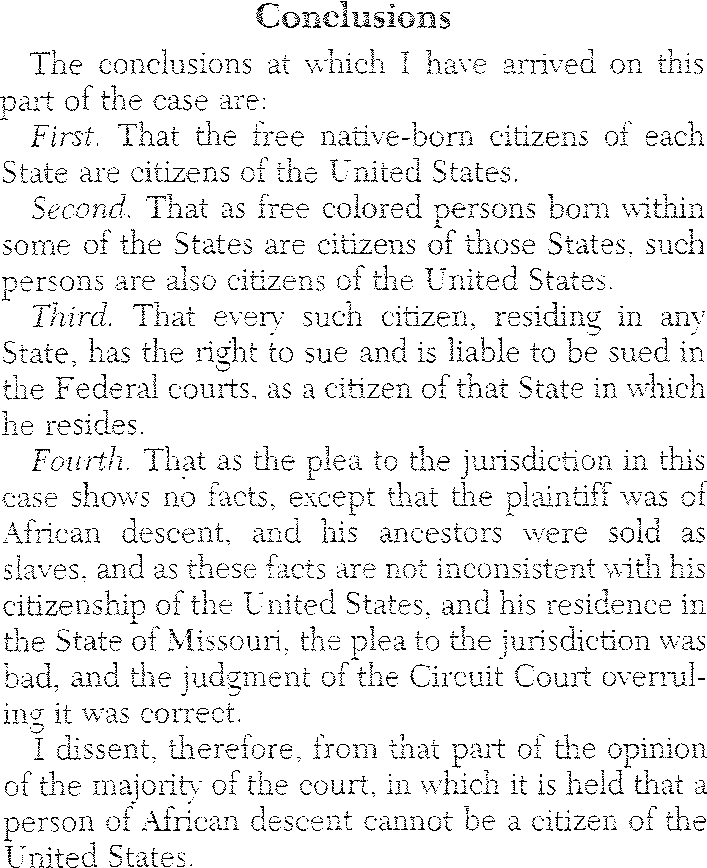 Conclusions
The conclusions at which I have arrived on this
part of the case are:
First. That the free native-born citizens of each
State are citizens of the United States.
Second. That as free colored persons born within
some of the States are citizens of those States, such
persons are also citizens of the United States.
Third. That every such citizen, residing in any
State, has the right to sue and is liable to be sued in
the Federal courts, as a citizen of that State in which
he resides.
Fourth. That as the plea to the jurisdiction in this
case shows no facts, except that the plaintiff was of
African descent, and his ancestors were sold as
slaves, and as these facts are not inconsistent with his
citizenship of the United States, and his residence in
the State of Missouri, the plea to the jurisdiction was
bad, and the judgment of the Circuit Court overrul-
ing it was correct.
I dissent, therefore, from that part of the opinion
of the majority of the court, in which it is held that a
person of African descent cannot be a citizen of the
United States.